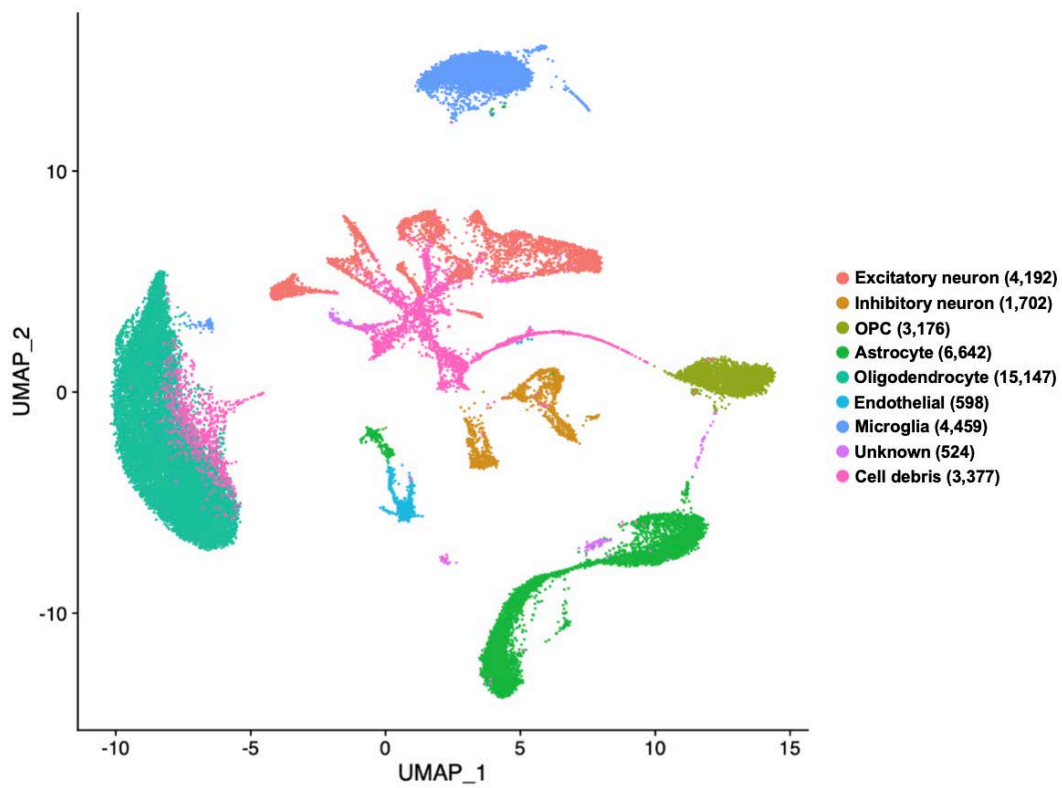 10
0
-10
UMAP_2
-10
-5
0
5
10
15
UMAP_1
Excitatory neuron (4,192)
Inhibitory neuron (1,702)
OPC (3,176)
Astrocyte (6,642)
Oligodendrocyte (15,147)
Endothelial (598)
Microglia (4,459)
Unknown (524)
Cell debris (3,377)